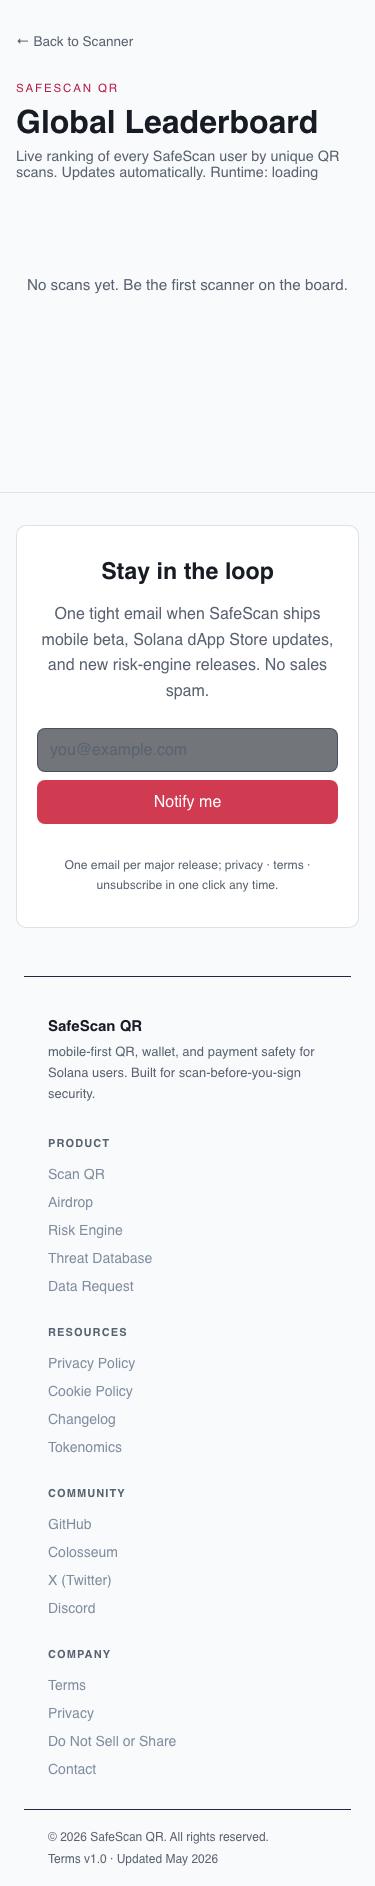 ← Back to Scanner
SAFESCAN QR
Global Leaderboard
Live ranking of every SafeScan user by unique QR
scans. Updates automatically. Runtime: loading
No scans yet. Be the first scanner on the board.
Stay in the loop
One tight email when SafeScan ships
mobile beta, Solana dApp Store updates,
and new risk-engine releases. No sales
spam.
you@example.com
Notify me
One email per major release; privacy · terms ·
unsubscribe in one click any time.
SafeScan QR
mobile-first QR, wallet, and payment safety for
Solana users. Built for scan-before-you-sign
security.
PRODUCT
Scan QR
Airdrop
Risk Engine
Threat Database
Data Request
RESOURCES
Privacy Policy
Cookie Policy
Changelog
Tokenomics
COMMUNITY
GitHub
Colosseum
X (Twitter)
Discord
COMPANY
Terms
Privacy
Do Not Sell or Share
Contact
© 2026 SafeScan QR. All rights reserved.
Terms v1.0 · Updated May 2026